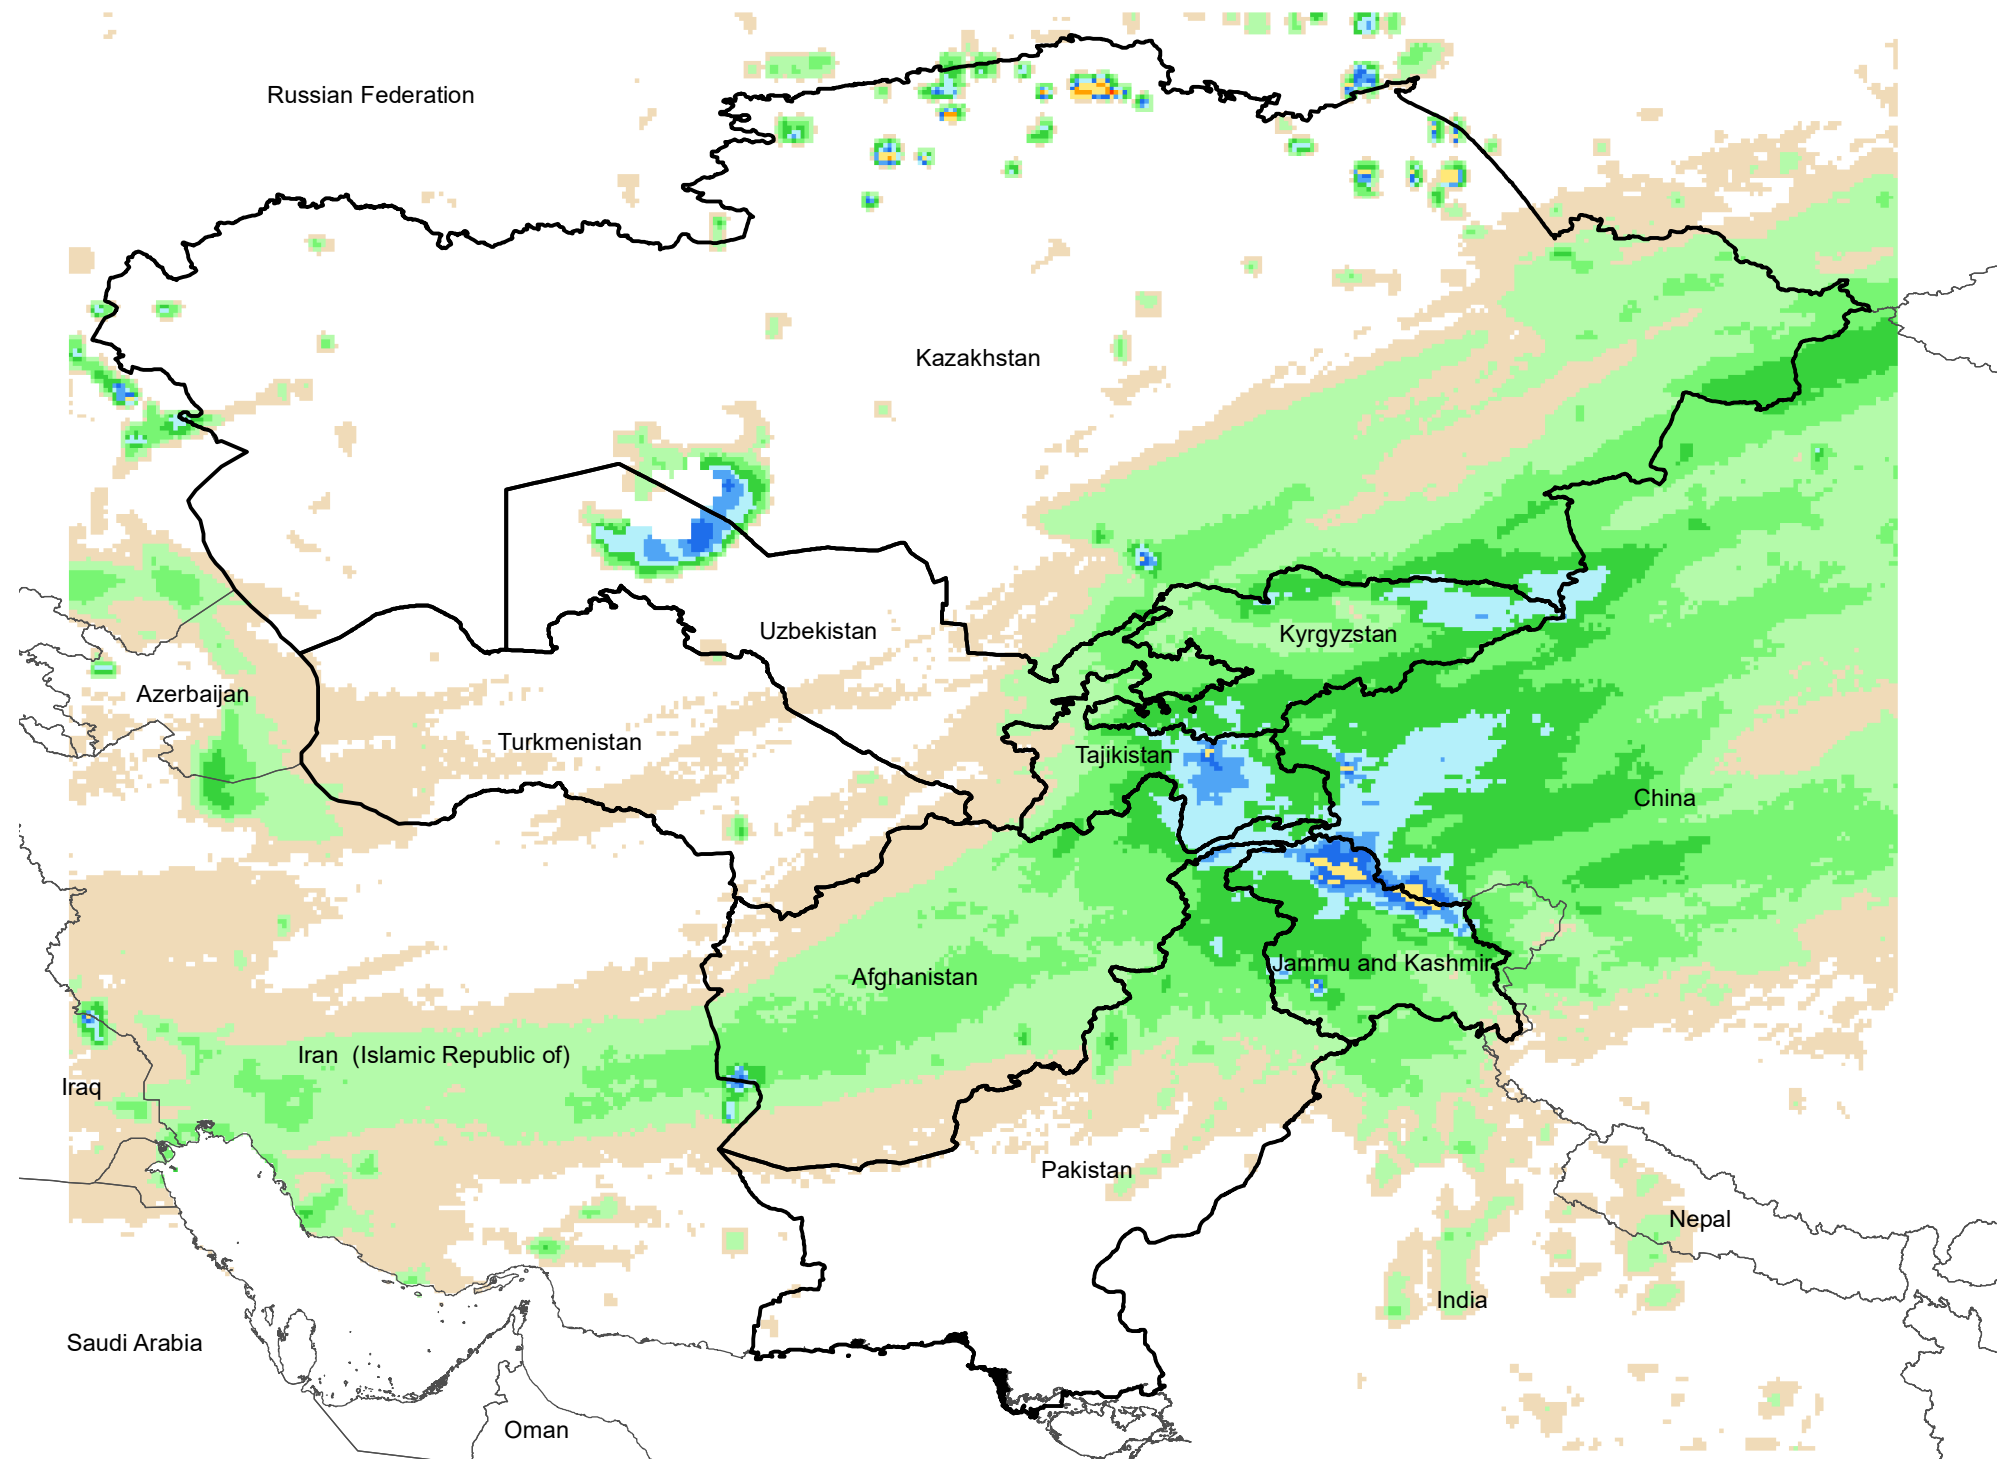 Russian Federation
Kazakhstan
Uzbekistan
Kyrgyzstan
Azerbaijan
Turkmenistan
Tajikistan
China
Jammu and Kashmir
Afghanistan
Iran  (Islamic Republic of)
Iraq
Pakistan
Nepal
India
Saudi Arabia
Oman